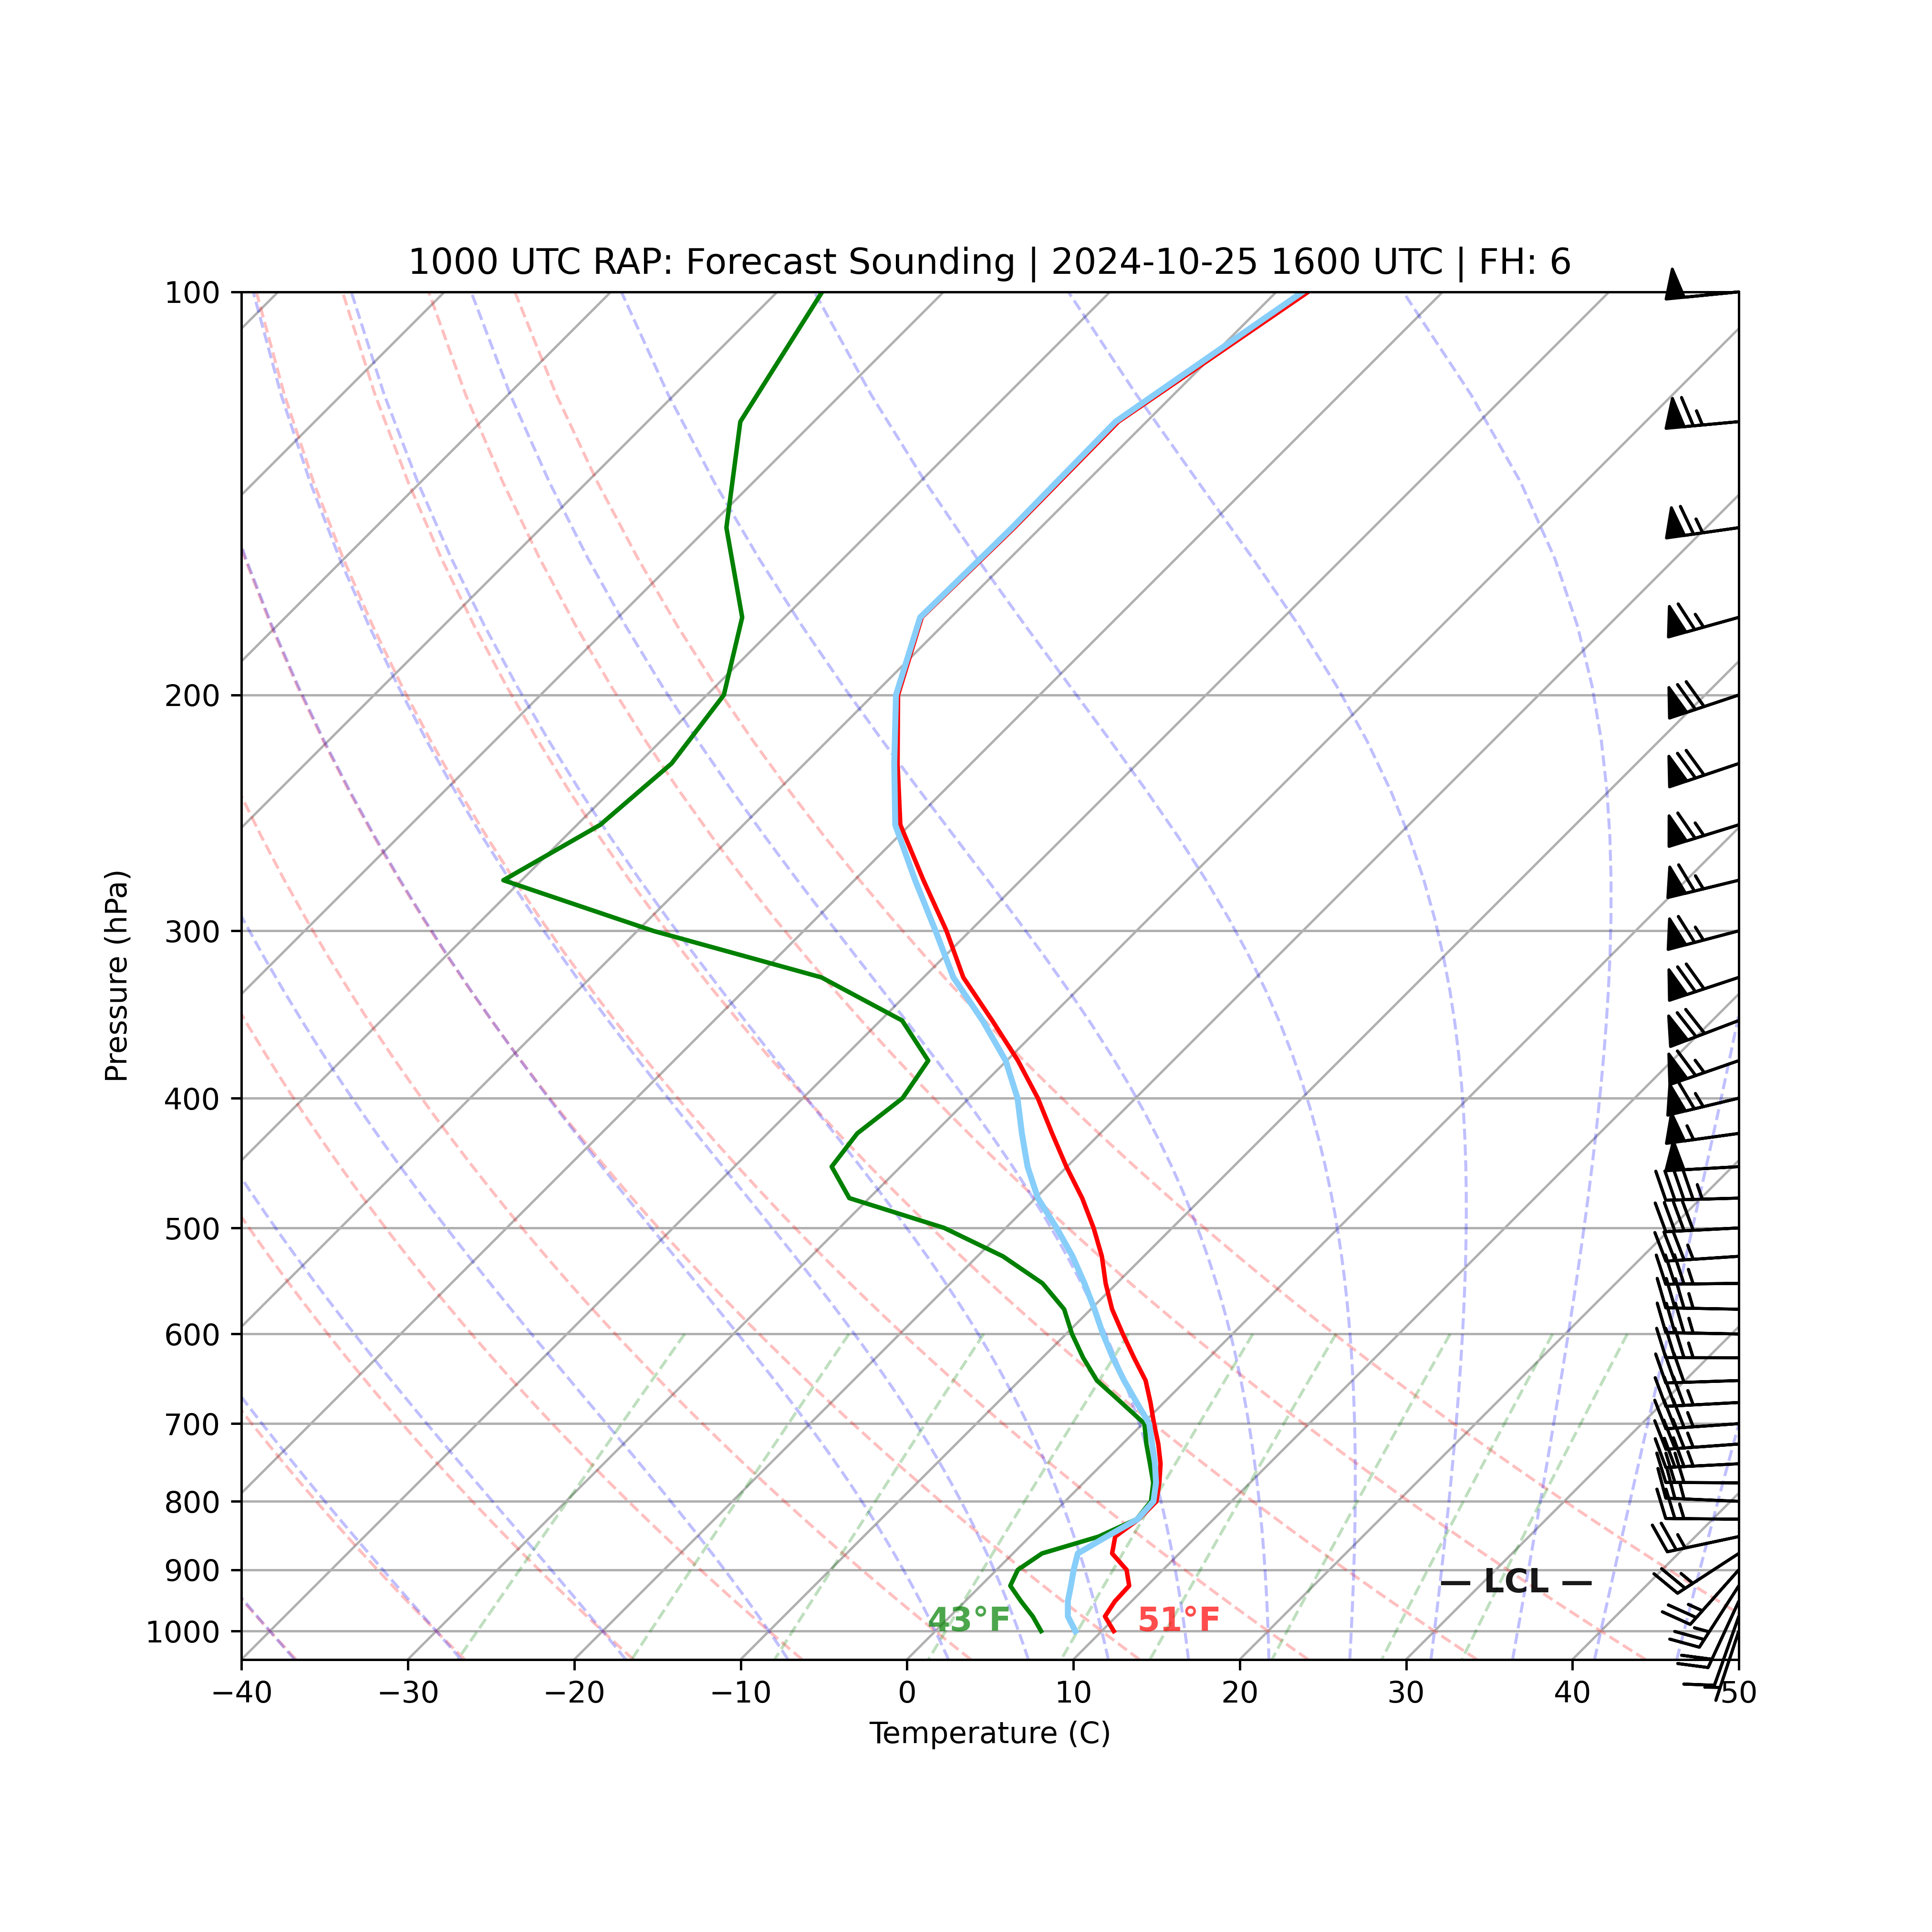 1000 UTC RAP: Forecast Sounding | 2024-10-25 1600 UTC | FH: 6
100
200
300
400
500
600
700
800
900
1000
Pressure (hPa)
— LCL —
43°F
51°F
−40 −30 −20 −10 0 10 20 30 40 50
Temperature (C)